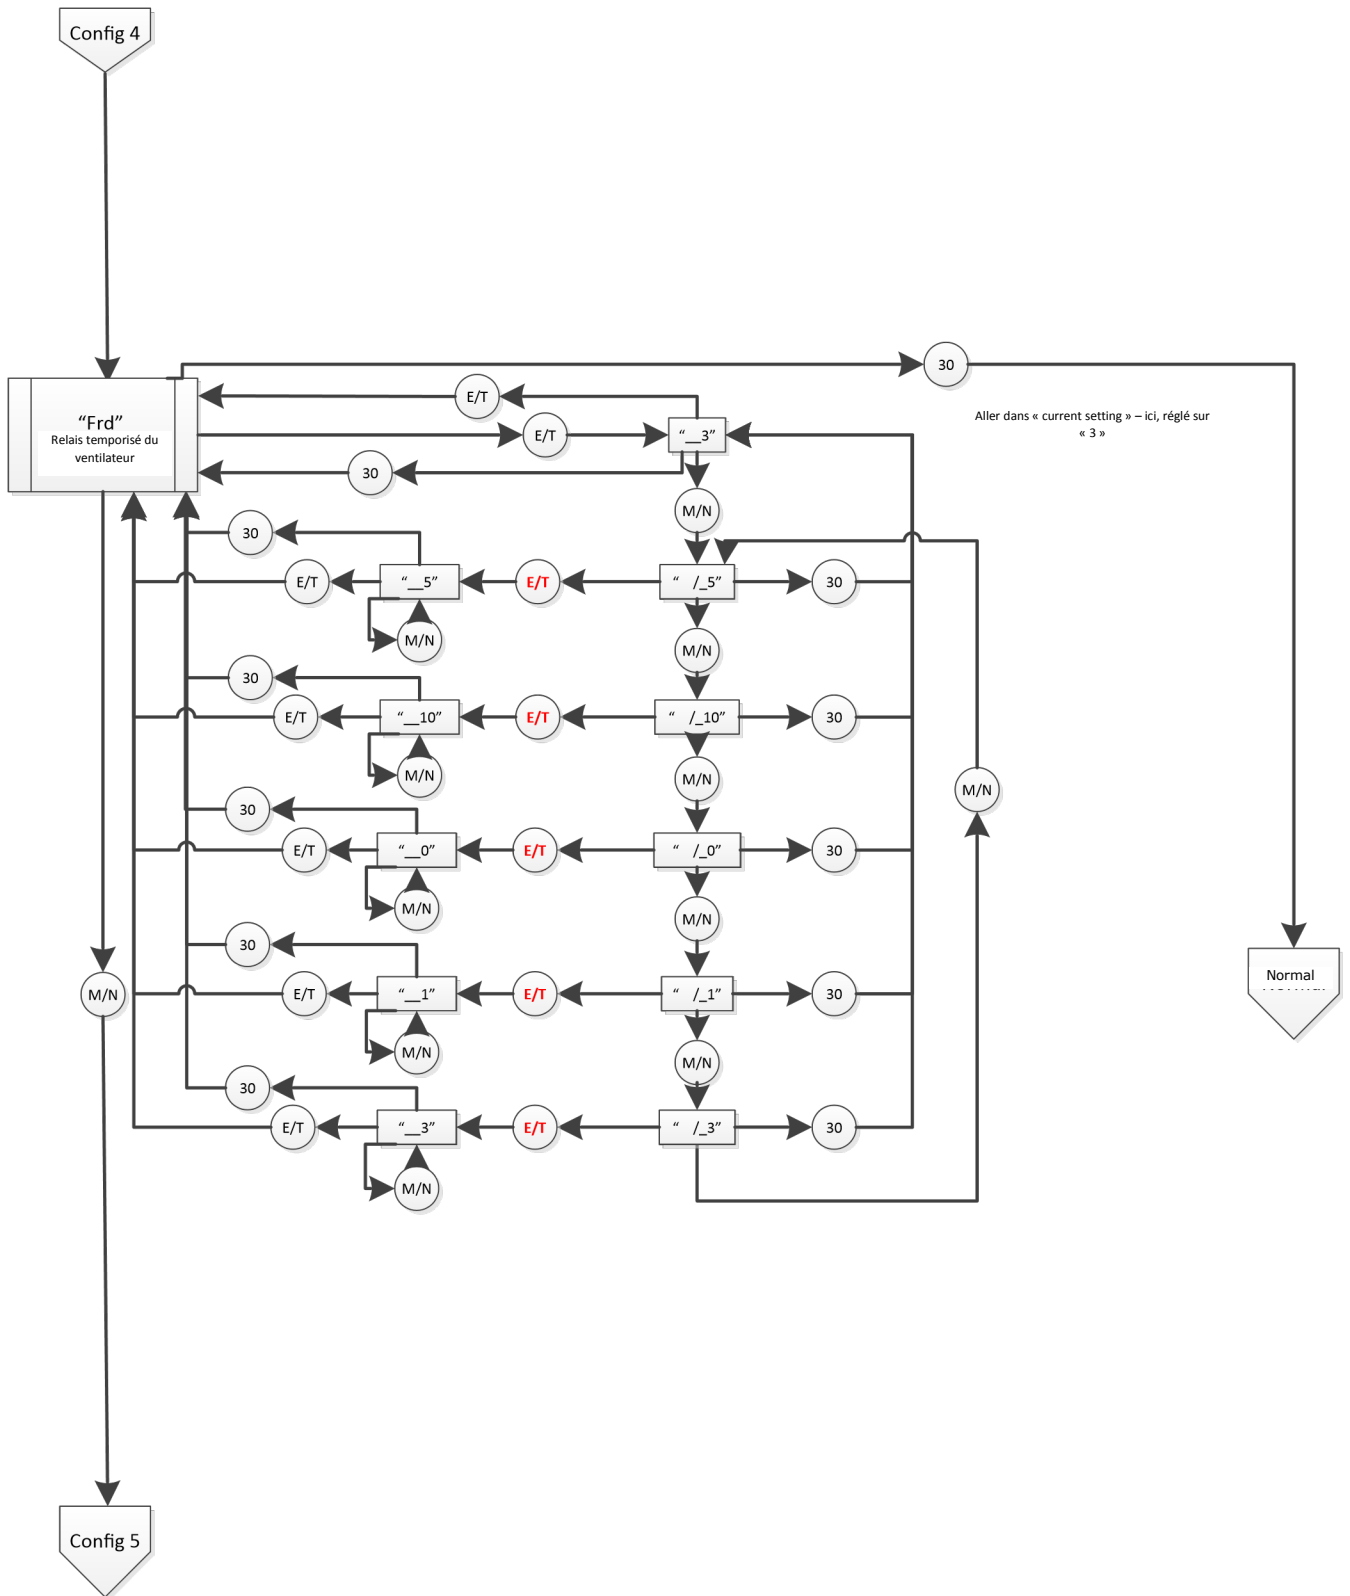 Config 4
30
E/T
“Frd”
Relais temporisé du
ventilateur
Aller dans « current setting » – ici, réglé sur
« 3 »
E/T
“__3”
30
M/N
30
E/T
“__5”
E/T
“ /_5”
30
M/N
M/N
30
E/T
“__10”
E/T
“ /_10”
30
M/N
M/N
M/N
30
E/T
“__0”
E/T
“ /_0”
30
M/N
M/N
30
E/T
“__1”
E/T
“ /_1”
30
M/N
Normal
M/N
M/N
30
E/T
“__3”
E/T
“ /_3”
30
M/N
Config 5